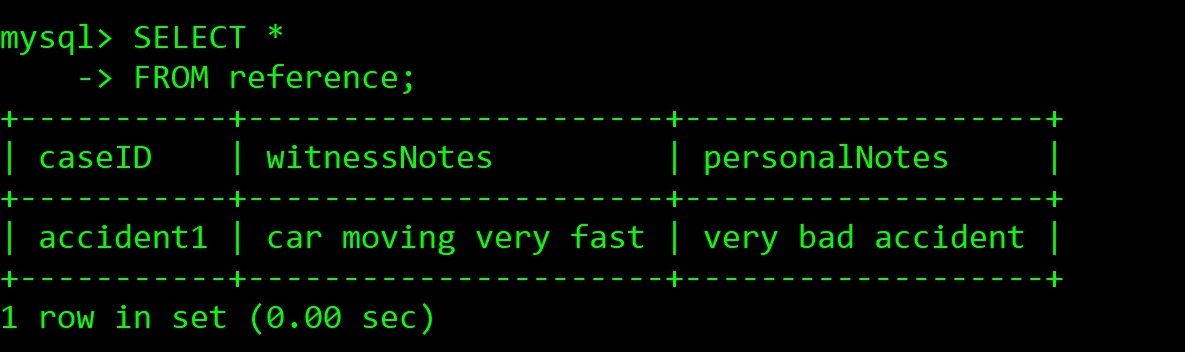 mysql> SELECT *
    -> FROM reference;
+-----------+----------------------+-------------------+
| caseID    | witnessNotes         | personalNotes     |
+-----------+----------------------+-------------------+
| accident1 | car moving very fast | very bad accident |
+-----------+----------------------+-------------------+
1 row in set (0.00 sec)